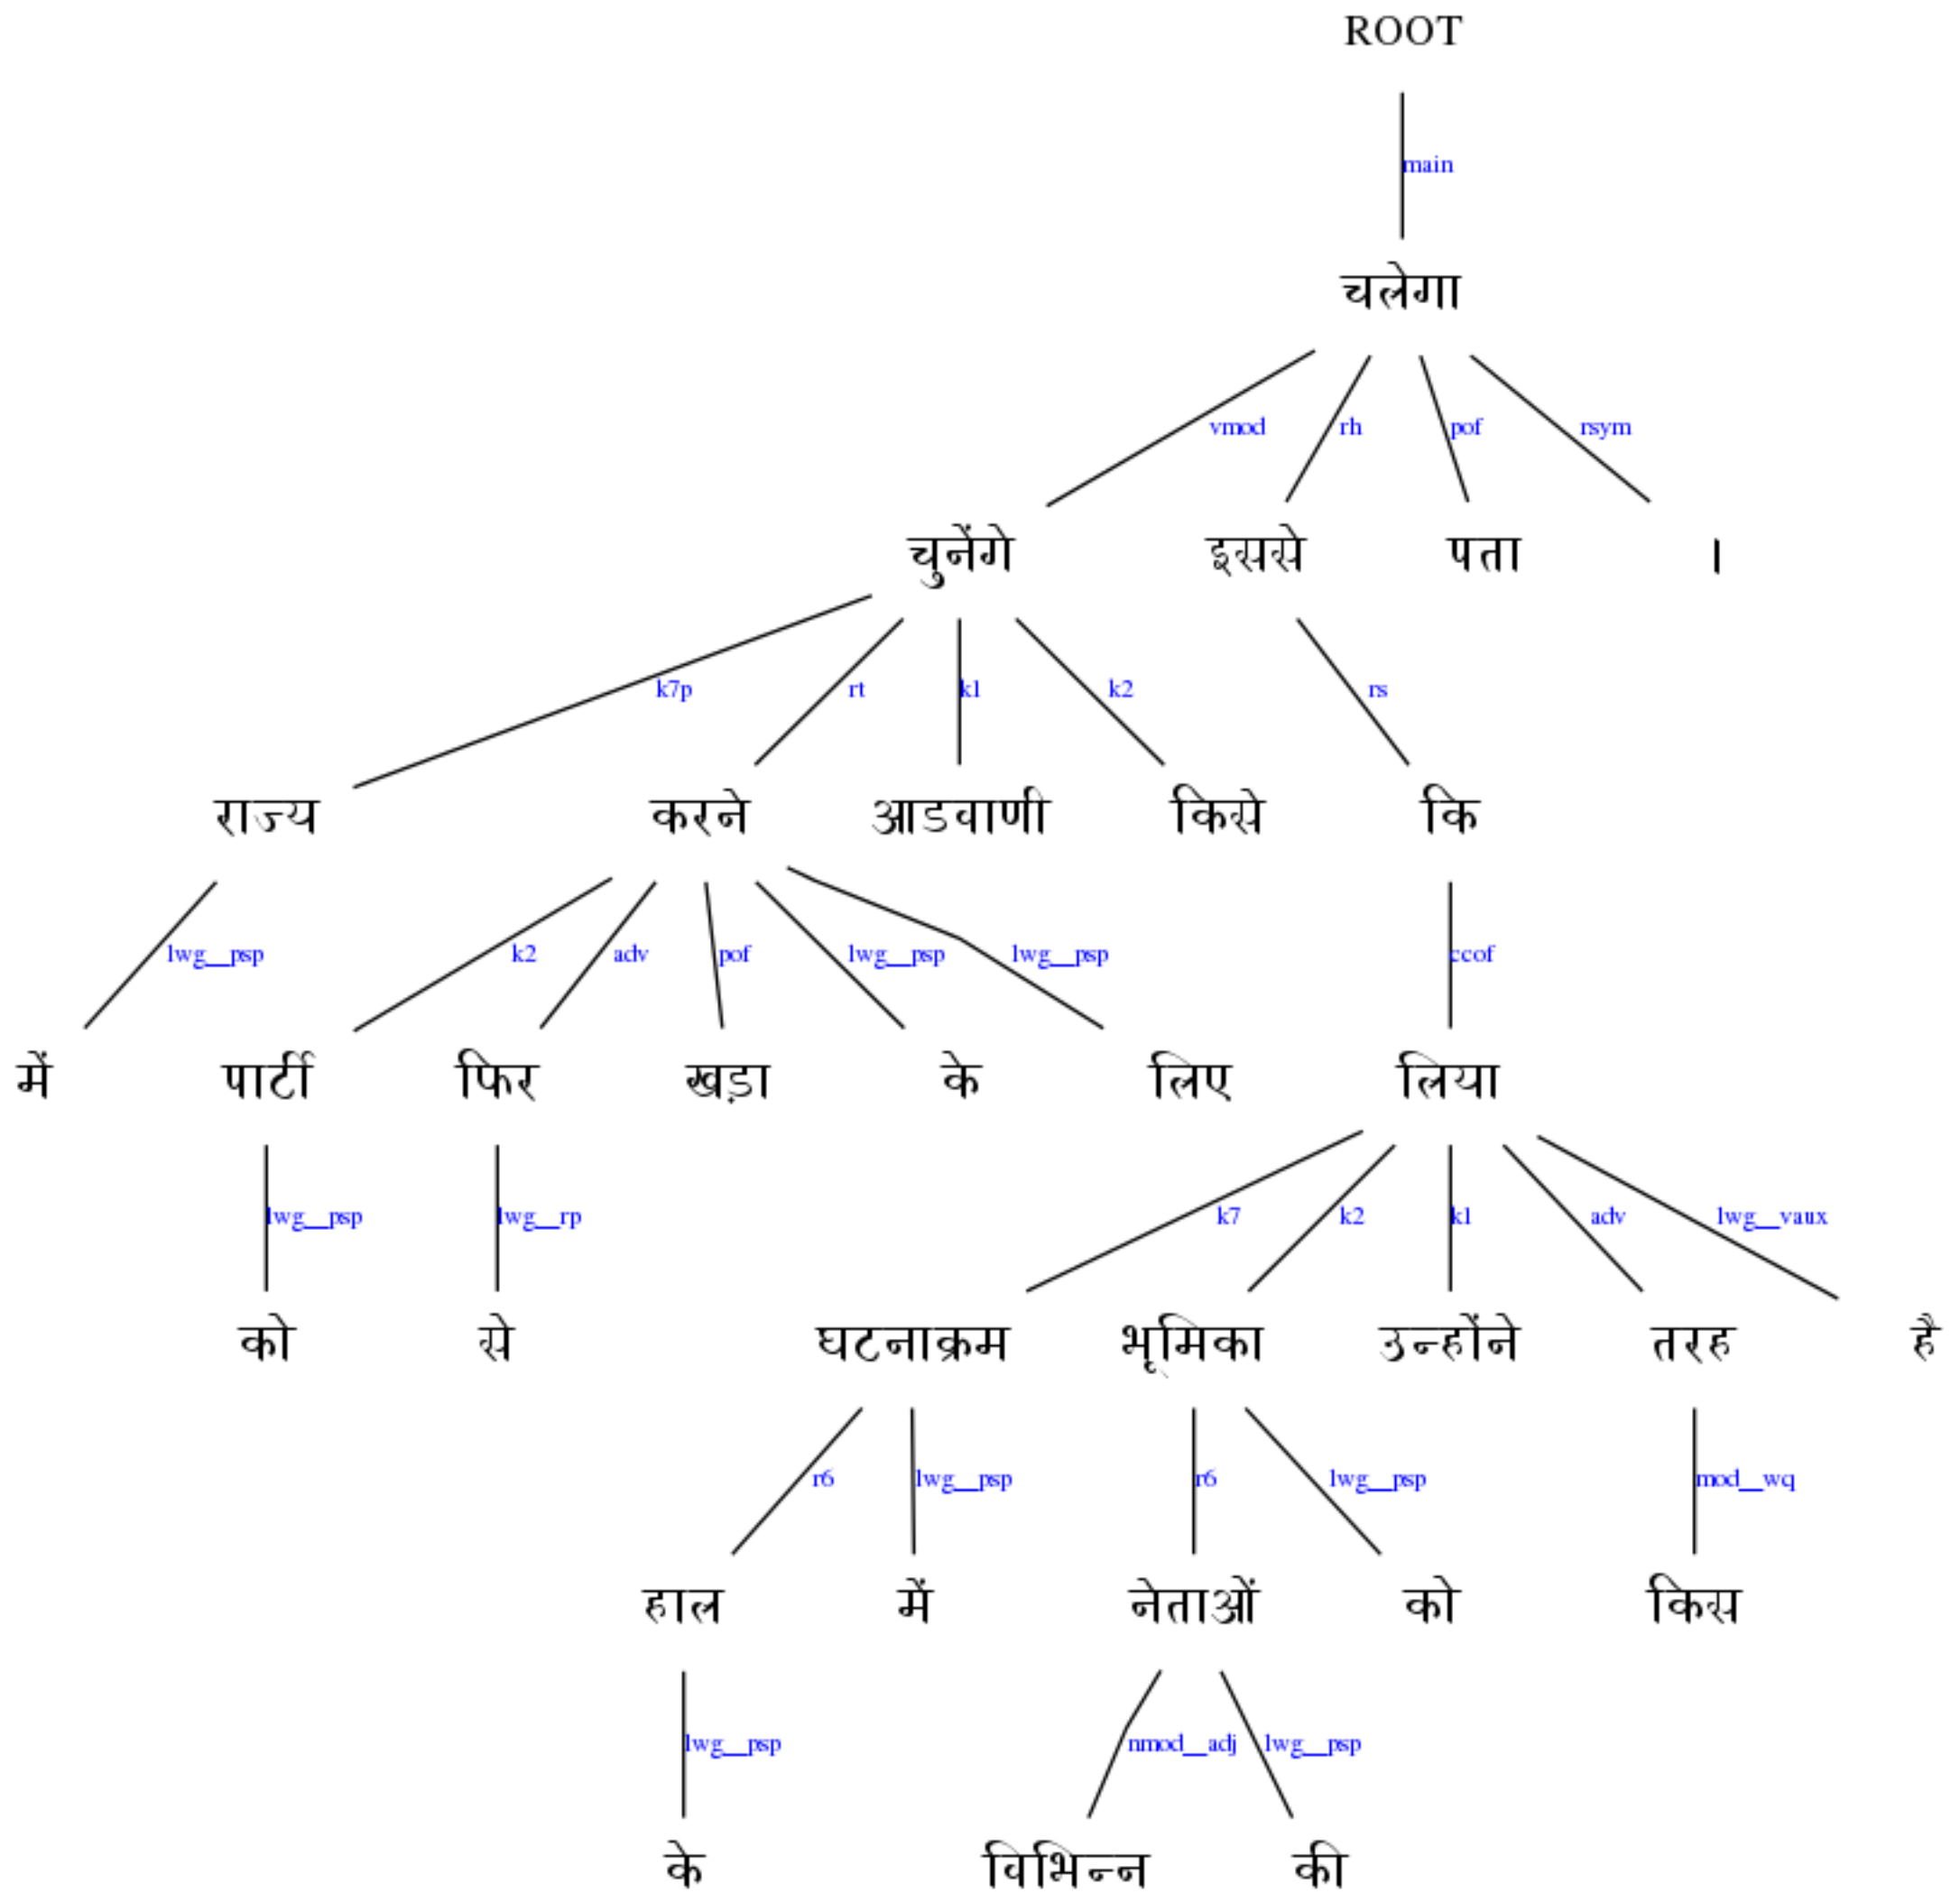 ROOT
main
चलेगा
vmod rh pof rsym
चुनेंगे इससे पता ।
k7p rt k1 k2 rs
राज्य करने आडवाणी किसे कि
lwg__psp k2 adv pof lwg__psp lwg__psp ccof
में पार्टी फिर खड़ा के लिए लिया
lwg__psp lwg__rp k7 k2 k1 adv lwg__vaux
को से घटनाक्रम भूमिका उन्होंने तरह है
r6 lwg__psp r6 lwg__psp mod__wq
हाल में नेताओं को किस
lwg__psp nmod__adj lwg__psp
के विभिन्न की